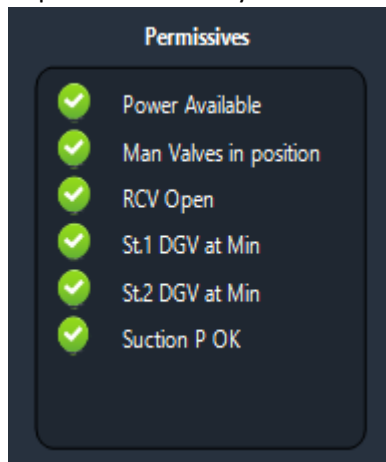 Permissives
Power Available
Man Valves in position
RCV Open
St.1 DGV at Min
St.2 DGV at Min
Suction P OK